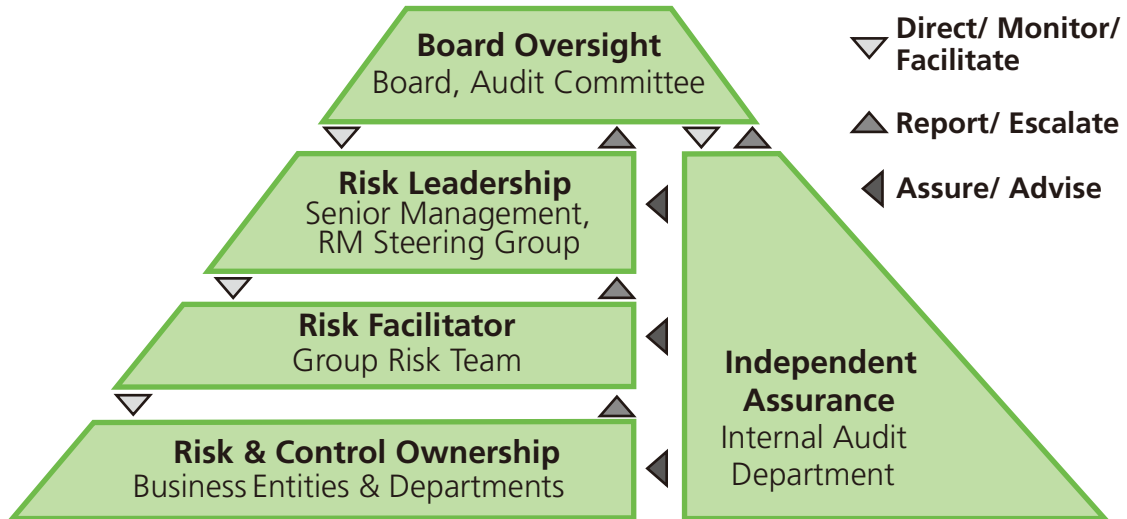 Board Oversight
Board, Audit Committee
Risk Leadership
Senior Management,
RM Steering Group
Risk Facilitator
Group Risk Team
Risk & Control Ownership
Business Entities & Departments
Independent
Assurance
Internal Audit
Department
Direct/ Monitor/
Facilitate
Report/ Escalate
Assure/ Advise